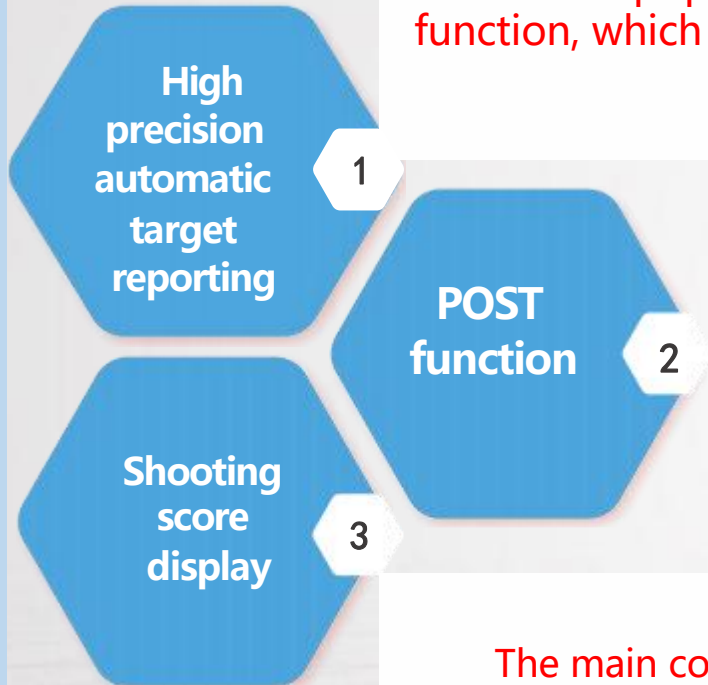 function, which
High
precision
automatic
target
reporting
1
POST
function
2
Shooting
score
display
3
The main co